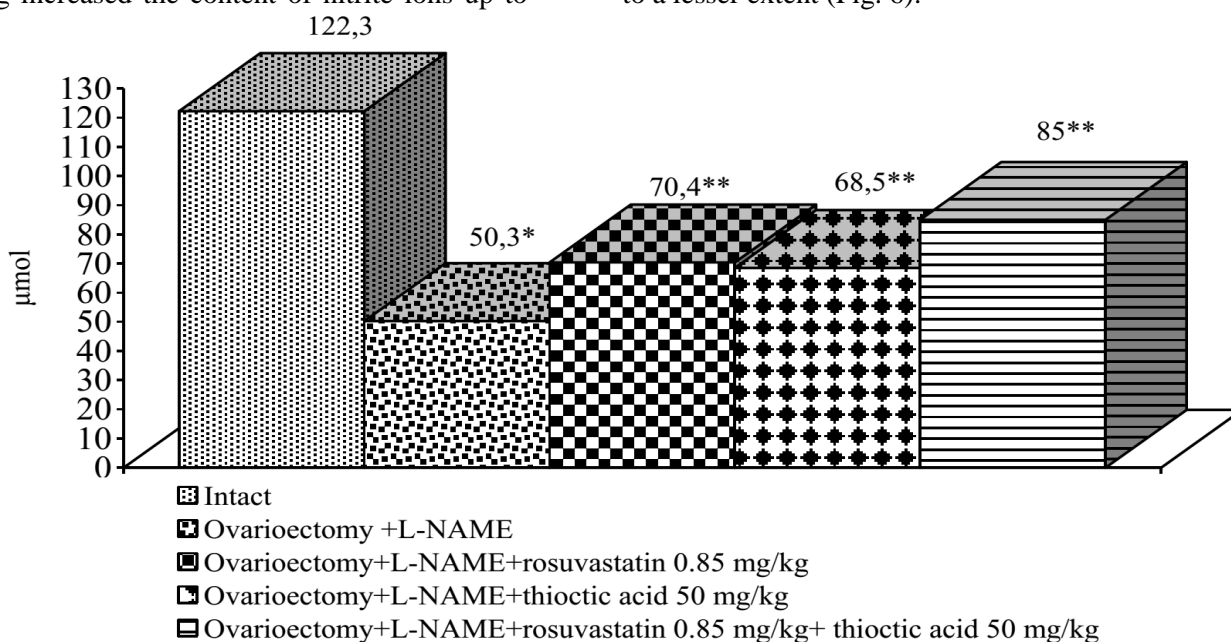 increased the content of nitrite ions up to
to a lesser extent (Fig. 6).
122,3
130
120
110
100
90
80
70
60
50
40
30
20
10
0
µmol
50,3*
70,4**
68,5**
85**
Intact
Ovarioectomy +L-NAME
Ovarioectomy+L-NAME+rosuvastatin 0.85 mg/kg
Ovarioectomy+L-NAME+thioctic acid 50 mg/kg
Ovarioectomy+L-NAME+rosuvastatin 0.85 mg/kg+ thioctic acid 50 mg/kg